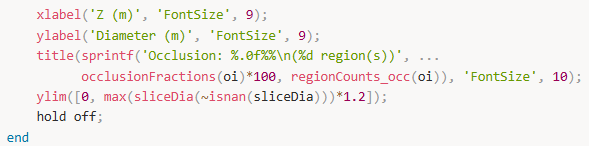 xlabel('Z (m)', 'FontSize', 9);
ylabel('Diameter (m)', 'FontSize', 9);
title(sprintf('Occlusion: %.0f%%\n(%d region(s))', ...
occlusionFractions(oi)*100, regionCounts_occ(oi)), 'FontSize', 10);
ylim([0, max(sliceDia(~isnan(sliceDia)))*1.2]);
hold off;
end